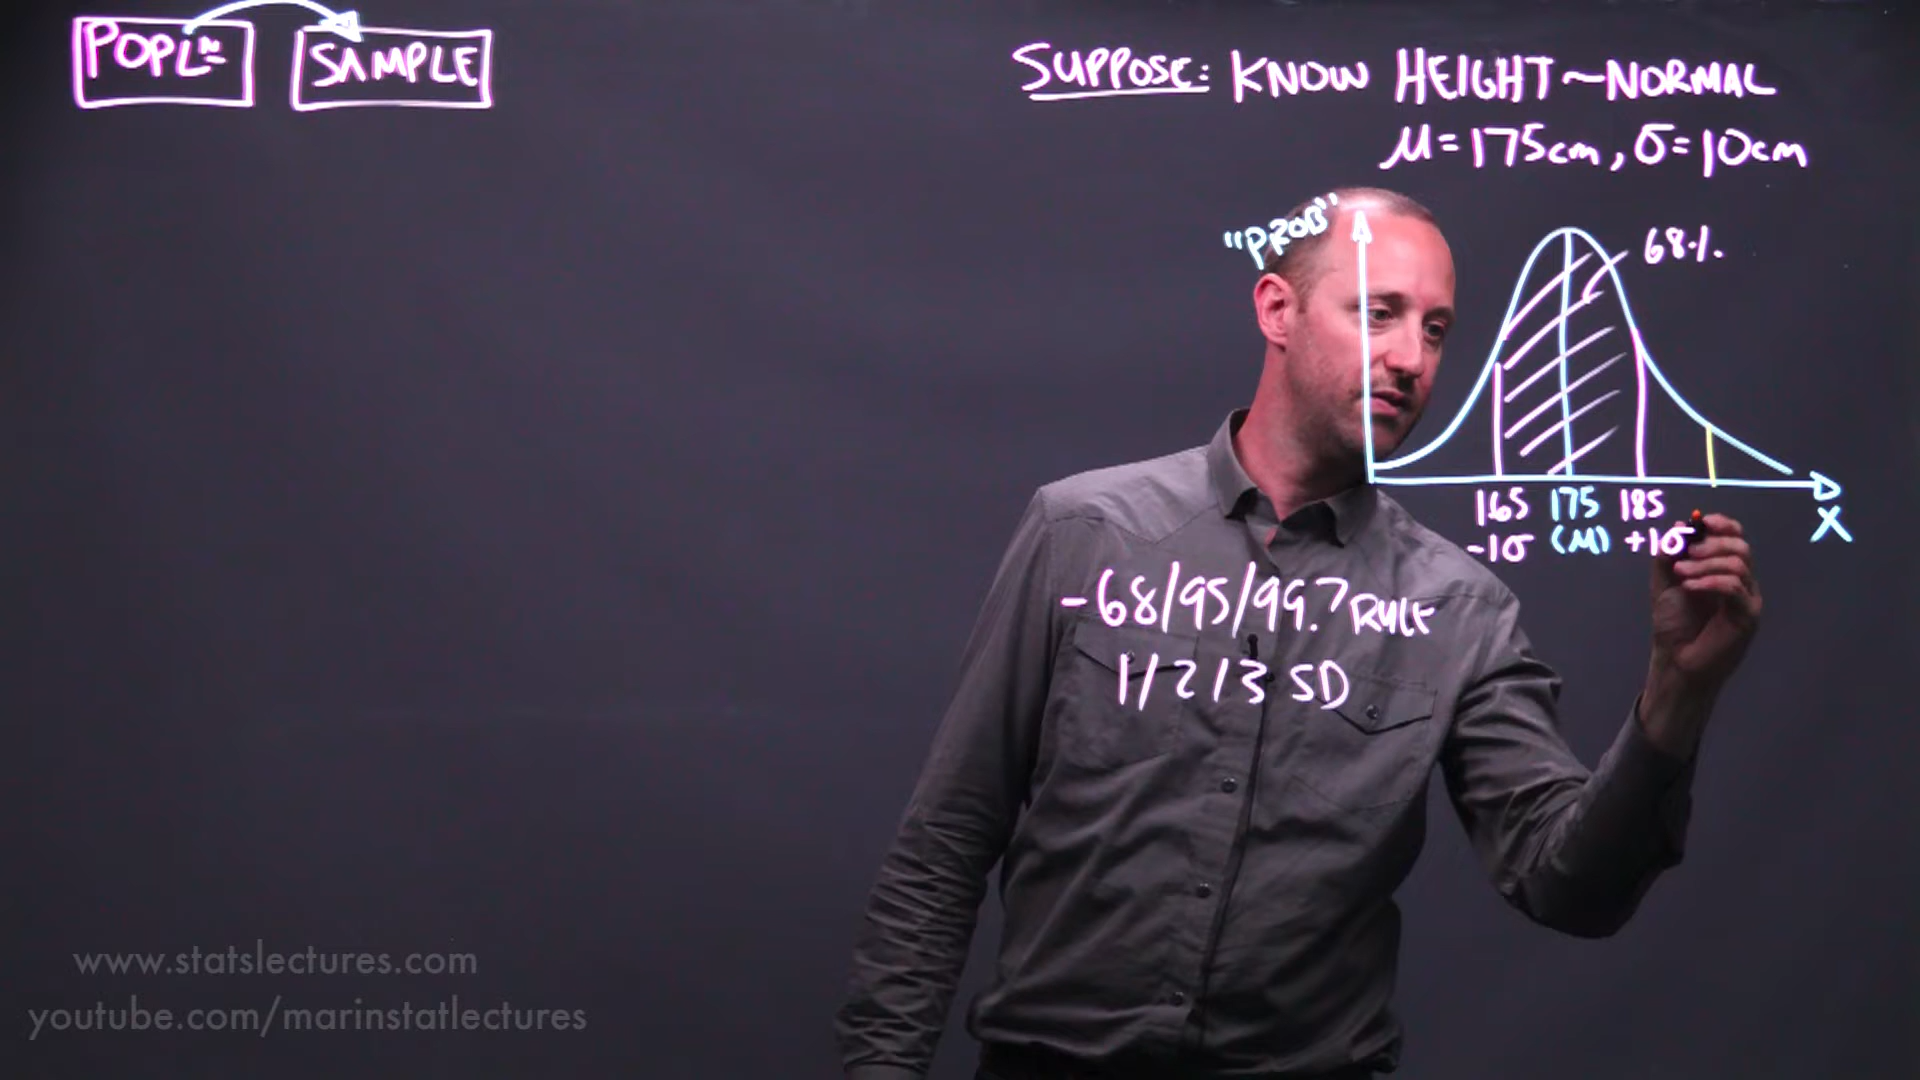 POPLᴺ
SAMPLE
SUPPOSE: KNOW HEIGHT~NORMAL
μ=175cm, σ=10cm
"PROB"
68%
165 175 185
-1σ (μ) +1σ
X
-68/95/99.7 RULE
1/2/3 SD
www.statslectures.com
youtube.com/marinstatlectures